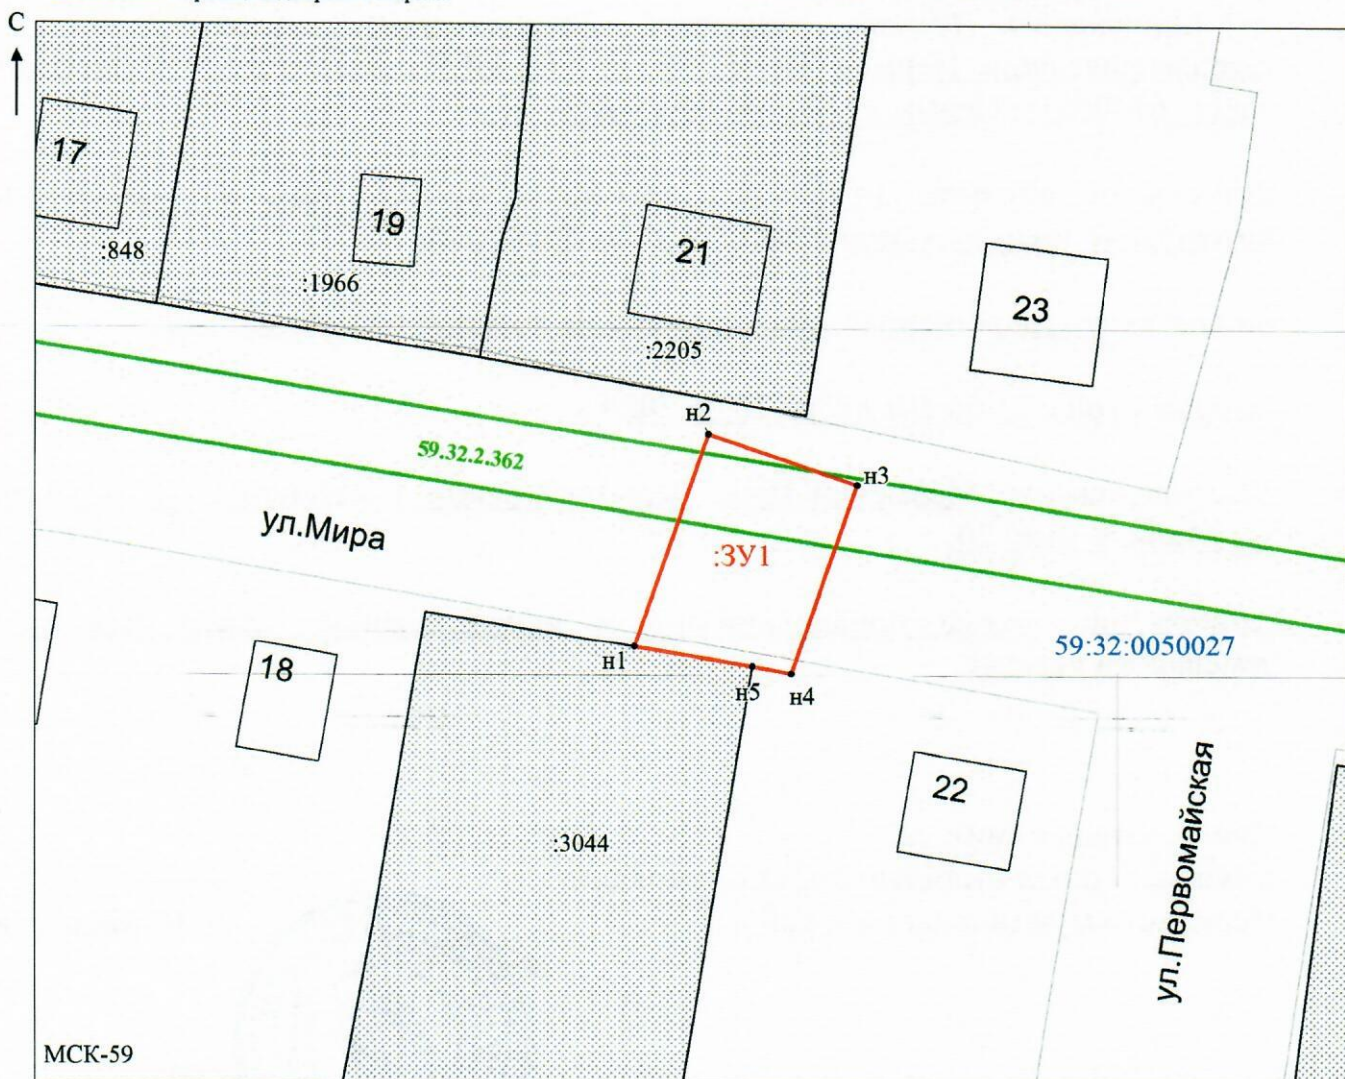 С
17
19
21
23
:848
:1966
:2205
н2
59.32.2.362
н3
ул.Мира
:ЗУ1
59:32:0050027
н1
18
н5
н4
22
ул.Первомайская
:3044
МСК-59